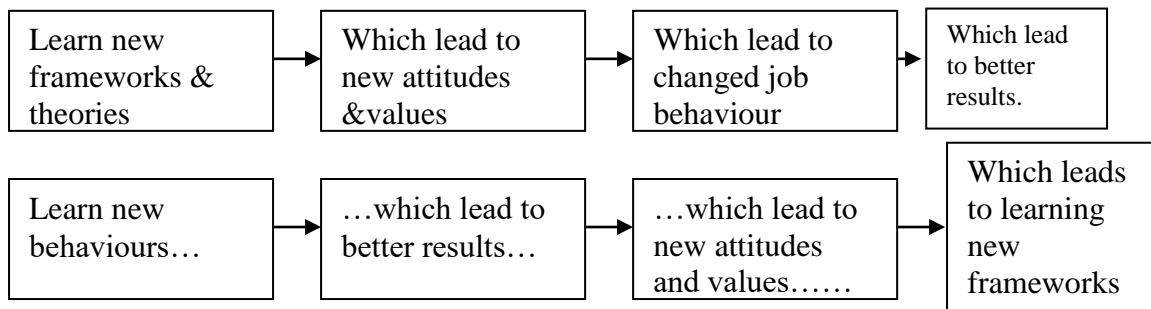 Learn new
frameworks &
theories
Which lead to
new attitudes
&values
Which lead to
changed job
behaviour
Which lead
to better
results.
Learn new
behaviours…
…which lead to
better results…
…which lead to
new attitudes
and values……
Which leads
to learning
new
frameworks